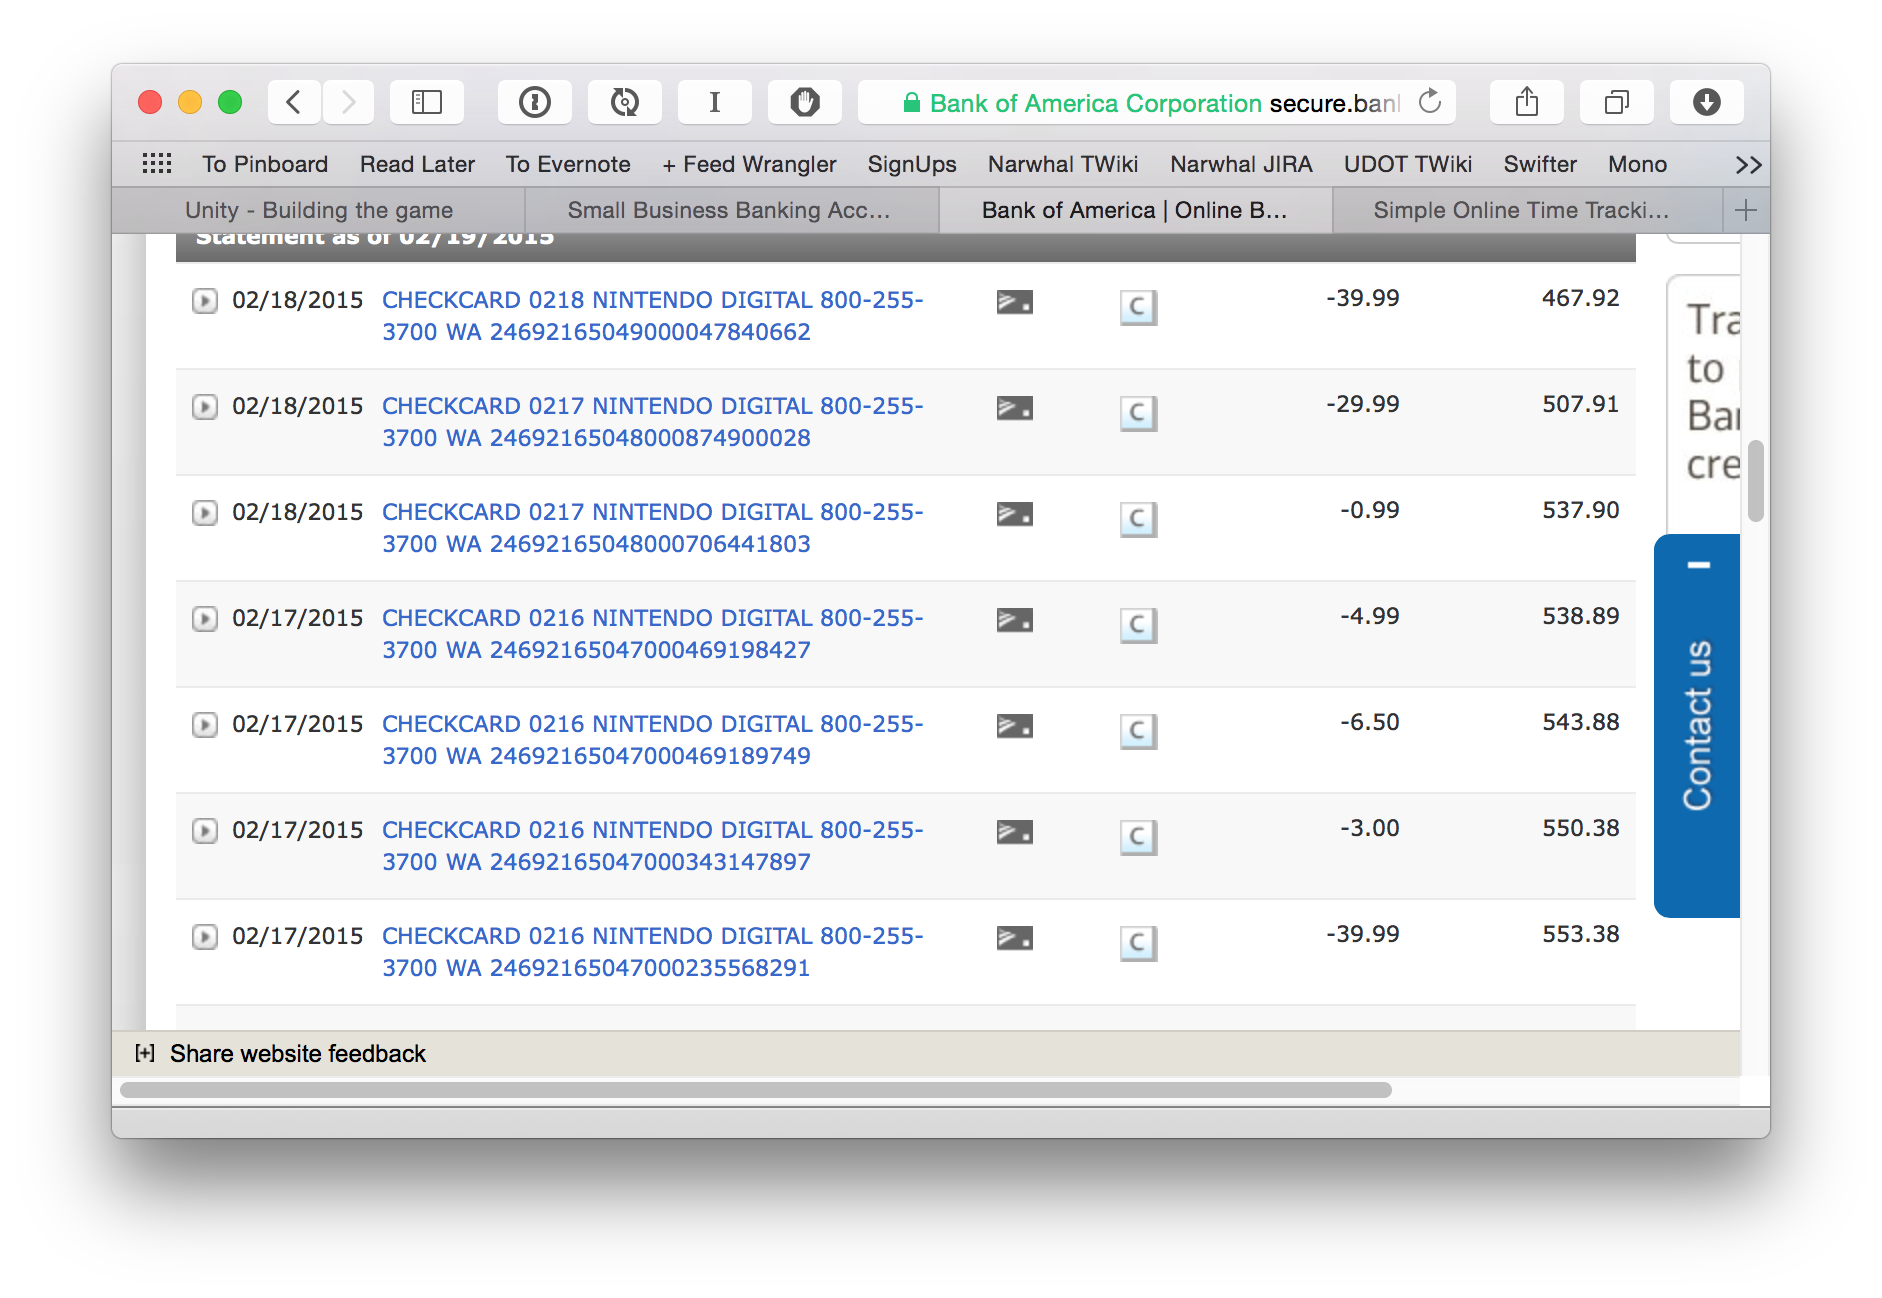 Bank of America Corporation secure.ban
To Pinboard Read Later To Evernote + Feed Wrangler SignUps Narwhal TWiki Narwhal JIRA UDOT TWiki Swifter Mono >>
Unity - Building the game Small Business Banking Acc... Bank of America | Online B... Simple Online Time Tracki... +
Statement as of 02/19/2015
02/18/2015 CHECKCARD 0218 NINTENDO DIGITAL 800-255- C -39.99 467.92
3700 WA 24692165049000047840662
02/18/2015 CHECKCARD 0217 NINTENDO DIGITAL 800-255- C -29.99 507.91
3700 WA 24692165048000874900028
02/18/2015 CHECKCARD 0217 NINTENDO DIGITAL 800-255- C -0.99 537.90
3700 WA 24692165048000706441803
02/17/2015 CHECKCARD 0216 NINTENDO DIGITAL 800-255- C -4.99 538.89
3700 WA 24692165047000469198427
02/17/2015 CHECKCARD 0216 NINTENDO DIGITAL 800-255- C -6.50 543.88
3700 WA 24692165047000469189749
02/17/2015 CHECKCARD 0216 NINTENDO DIGITAL 800-255- C -3.00 550.38
3700 WA 24692165047000343147897
02/17/2015 CHECKCARD 0216 NINTENDO DIGITAL 800-255- C -39.99 553.38
3700 WA 24692165047000235568291
Tra
to
Ba
cre
Contact us
[+] Share website feedback